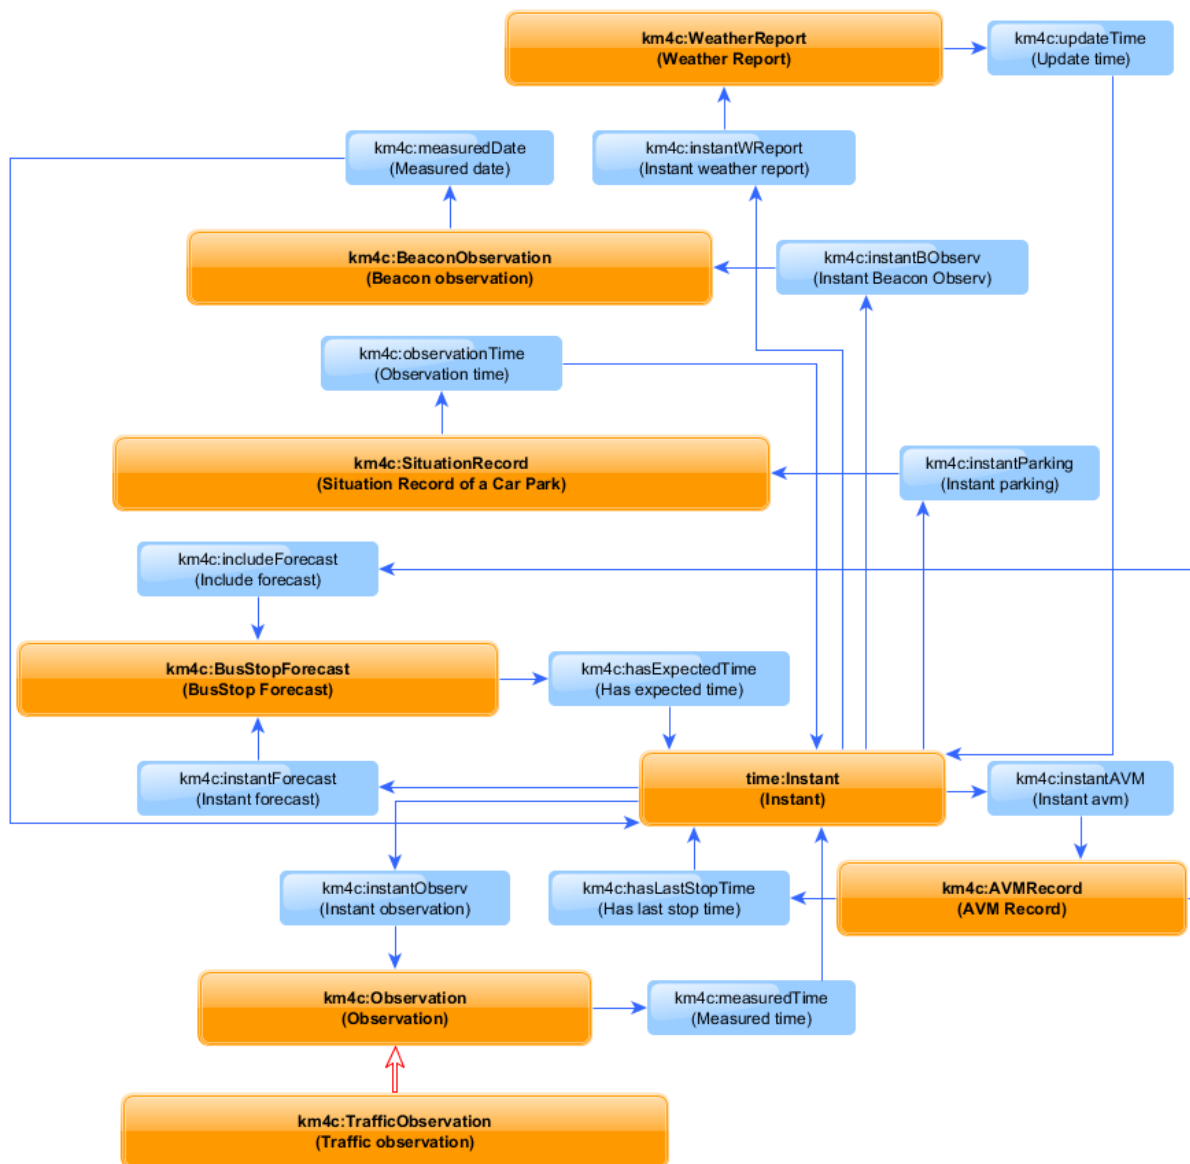 km4c:WeatherReport
(Weather Report)
km4c:updateTime
(Update time)
km4c:measuredDate
(Measured date)
km4c:instantWReport
(Instant weather report)
km4c:BeaconObservation
(Beacon observation)
km4c:instantBObserv
(Instant Beacon Observ)
km4c:observationTime
(Observation time)
km4c:SituationRecord
(Situation Record of a Car Park)
km4c:instantParking
(Instant parking)
km4c:includeForecast
(Include forecast)
km4c:BusStopForecast
(BusStop Forecast)
km4c:hasExpectedTime
(Has expected time)
km4c:instantForecast
(Instant forecast)
time:Instant
(Instant)
km4c:instantAVM
(Instant avm)
km4c:instantObserv
(Instant observation)
km4c:hasLastStopTime
(Has last stop time)
km4c:AVMRecord
(AVM Record)
km4c:Observation
(Observation)
km4c:measuredTime
(Measured time)
km4c:TrafficObservation
(Traffic observation)